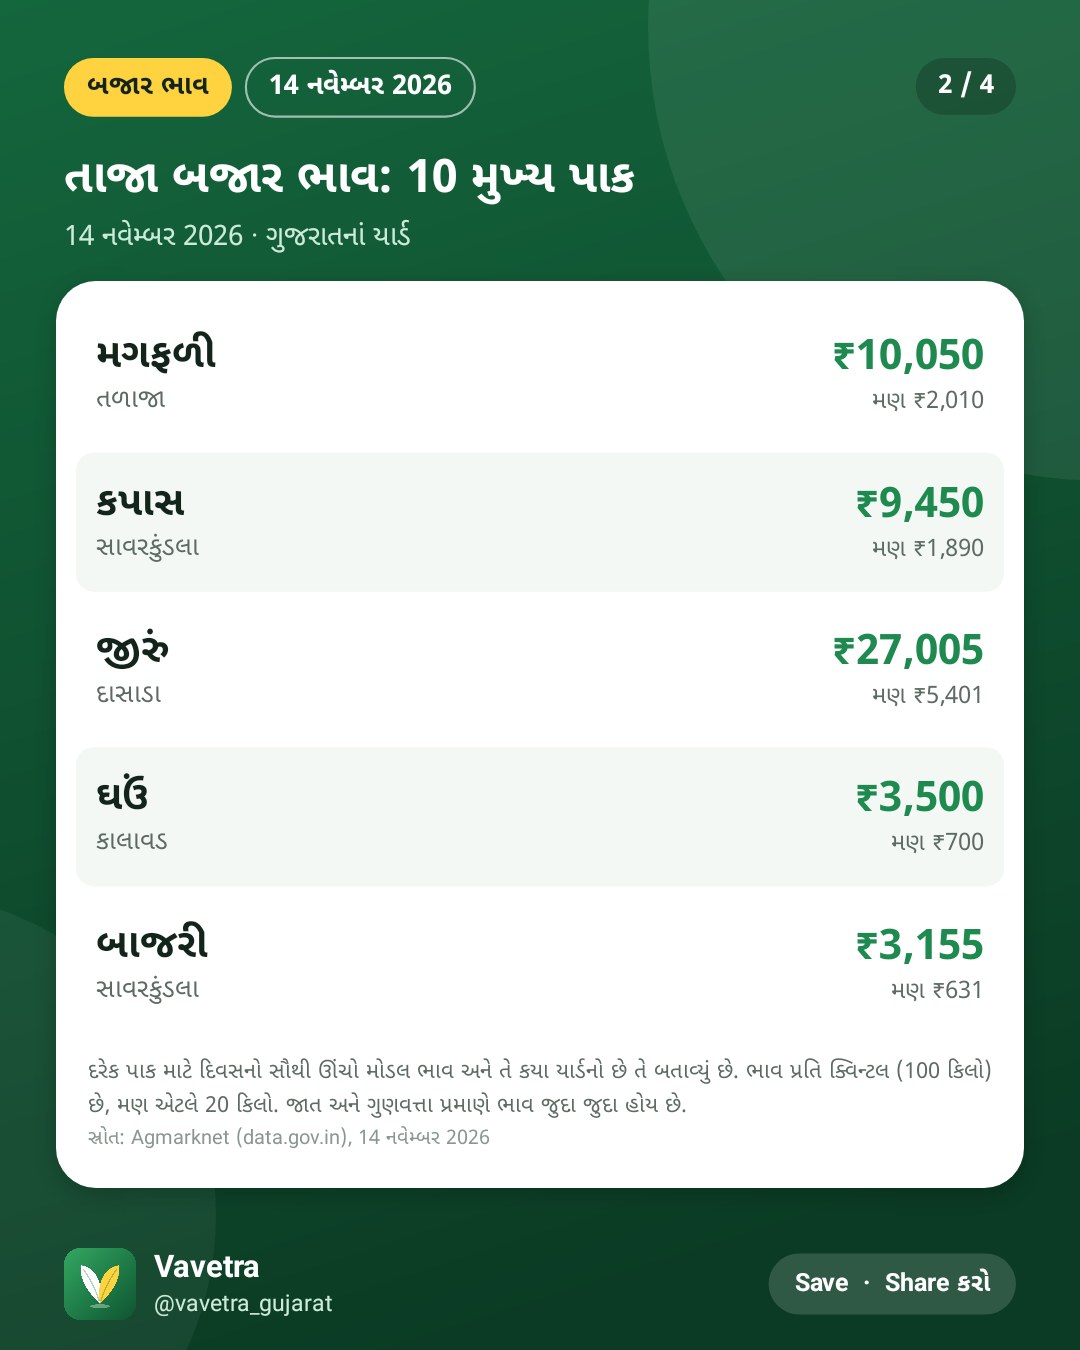 બજાર ભાવ
14 નવેમ્બર 2026
2 / 4
તાજા બજાર ભાવ: 10 મુખ્ય પાક
14 નવેમ્બર 2026 · ગુજરાતનાં યાર્ડ
મગફળી
₹10,050
તળાજા
મણ ₹2,010
કપાસ
₹9,450
સાવરકુંડલા
મણ ₹1,890
જીરું
₹27,005
દાસાડા
મણ ₹5,401
ઘઉં
₹3,500
કાલાવડ
મણ ₹700
બાજરી
₹3,155
સાવરકુંડલા
મણ ₹631
દરેક પાક માટે દિવસનો સૌથી ઊંચો મોડલ ભાવ અને તે કયા યાર્ડનો છે તે બતાવ્યું છે. ભાવ પ્રતિ ક્વિન્ટલ (100 કિલો)
છે, મણ એટલે 20 કિલો. જાત અને ગુણવત્તા પ્રમાણે ભાવ જુદા જુદા હોય છે.
સ્રોત: Agmarknet (data.gov.in), 14 નવેમ્બર 2026
Vavetra
@vavetra_gujarat
Save · Share કરો